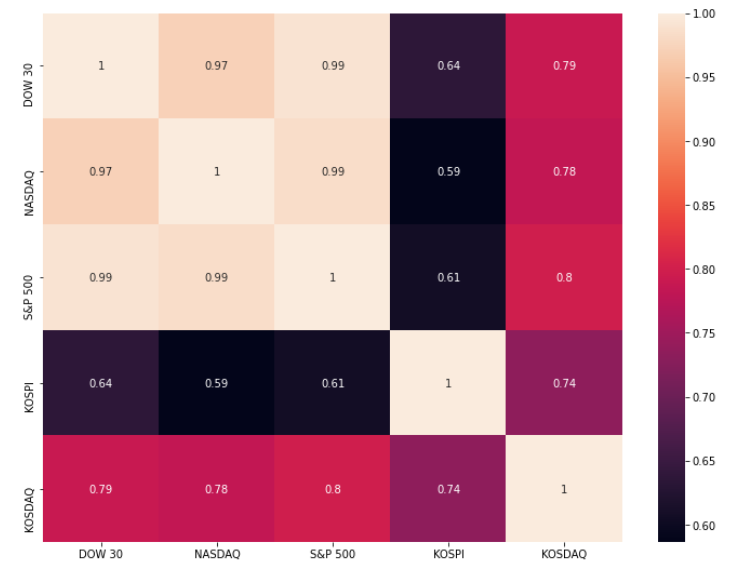 DOW 30 1 0.97 0.99 0.64 0.79
NASDAQ 0.97 1 0.99 0.59 0.78
S&P 500 0.99 0.99 1 0.61 0.8
KOSPI 0.64 0.59 0.61 1 0.74
KOSDAQ 0.79 0.78 0.8 0.74 1
DOW 30 NASDAQ S&P 500 KOSPI KOSDAQ
1.00
0.95
0.90
0.85
0.80
0.75
0.70
0.65
0.60